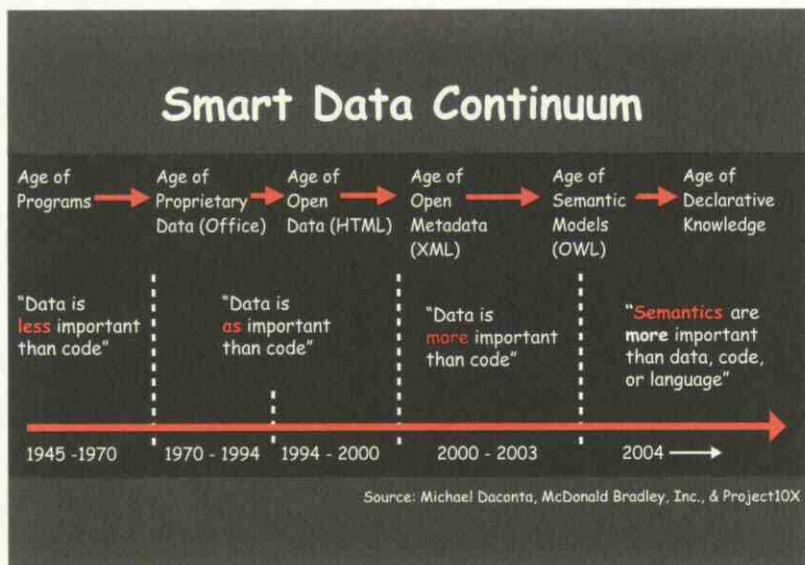 Smart Data Continuum
Age of
Programs
Age of
Proprietary
Data (Office)
Age of
Open
Data (HTML)
Age of
Open
Metadata
(XML)
Age of
Semantic
Models
(OWL)
Age of
Declarative
Knowledge
"Data is
less important
than code"
"Data is
as important
than code"
"Data is
more important
than code"
"Semantics are
more important
than data, code,
or language"
1945 -1970
1970 - 1994
1994 - 2000
2000 - 2003
2004
Source: Michael Daconta, McDonald Bradley, Inc., & Project10X